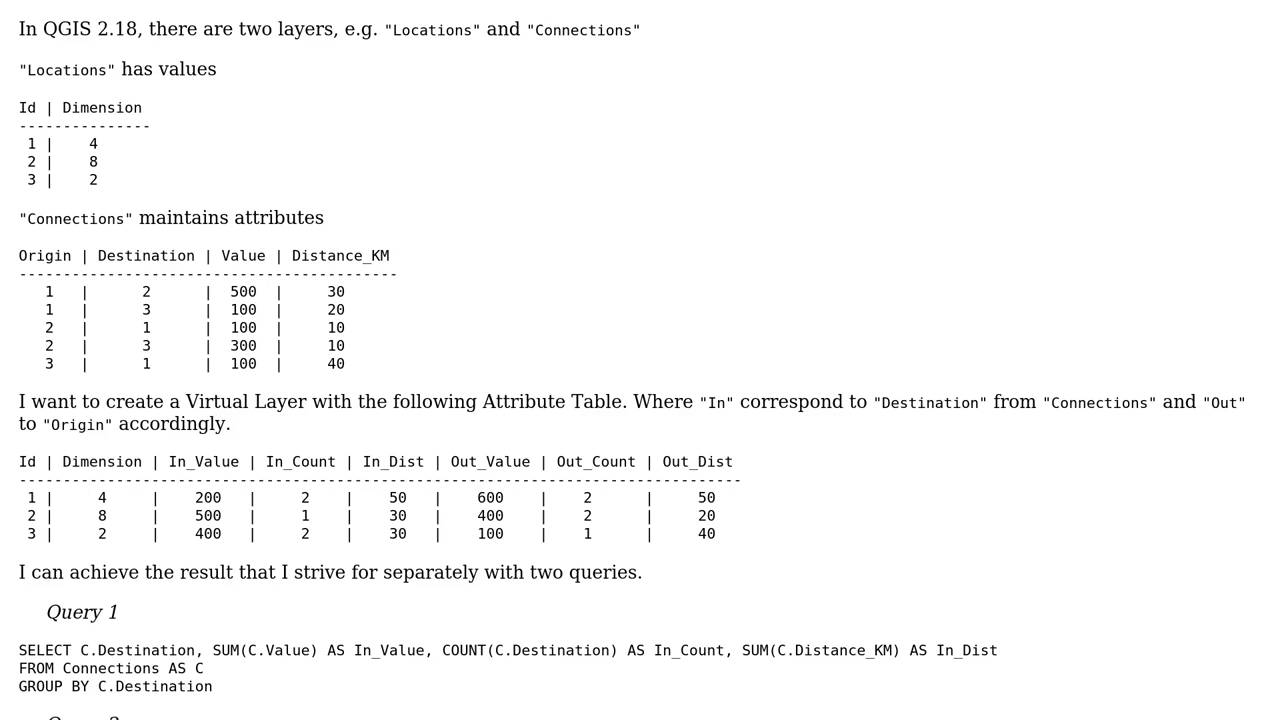 In QGIS 2.18, there are two layers, e.g. "Locations" and "Connections"
"Locations" has values
Id | Dimension
---------------
 1 |    4
 2 |    8
 3 |    2
"Connections" maintains attributes
Origin | Destination | Value | Distance_KM
-------------------------------------------
   1   |      2      |  500  |     30
   1   |      3      |  100  |     20
   2   |      1      |  100  |     10
   2   |      3      |  300  |     10
   3   |      1      |  100  |     40
I want to create a Virtual Layer with the following Attribute Table. Where "In" correspond to "Destination" from "Connections" and "Out"
to "Origin" accordingly.
Id | Dimension | In_Value | In_Count | In_Dist | Out_Value | Out_Count | Out_Dist
----------------------------------------------------------------------------------
 1 |     4     |    200   |     2    |    50   |    600    |    2      |     50
 2 |     8     |    500   |     1    |    30   |    400    |    2      |     20
 3 |     2     |    400   |     2    |    30   |    100    |    1      |     40
I can achieve the result that I strive for separately with two queries.
Query 1
SELECT C.Destination, SUM(C.Value) AS In_Value, COUNT(C.Destination) AS In_Count, SUM(C.Distance_KM) AS In_Dist
FROM Connections AS C
GROUP BY C.Destination